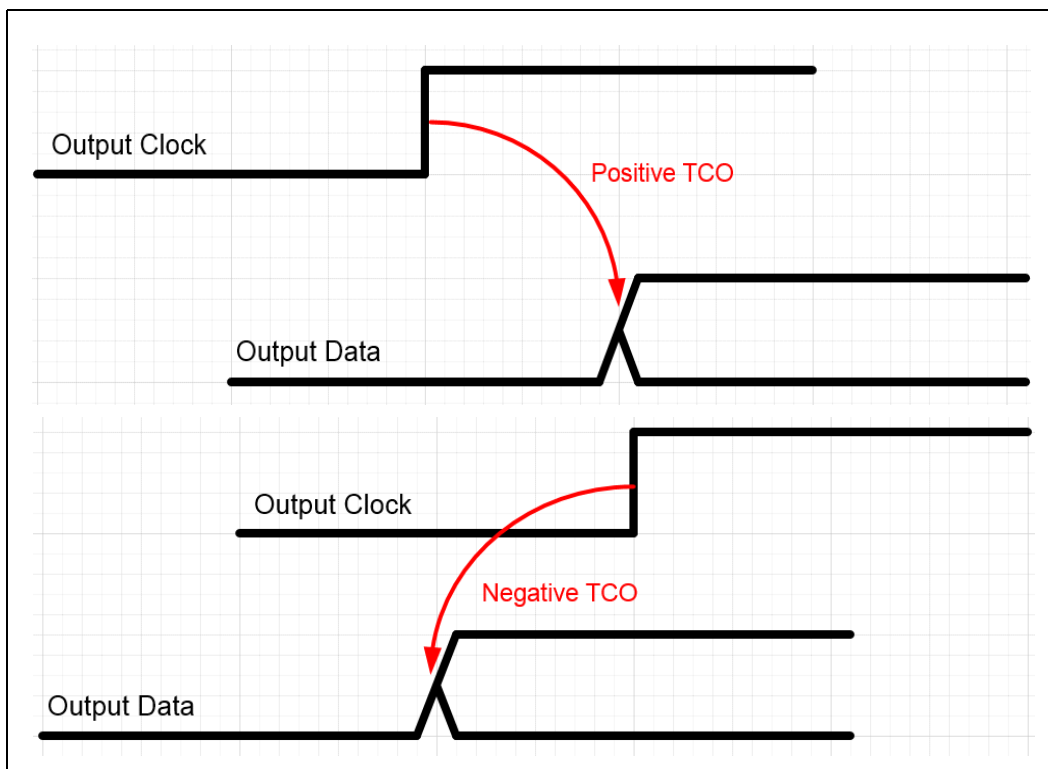 Output Clock
Positive TCO
Output Data
Output Clock
Negative TCO
Output Data